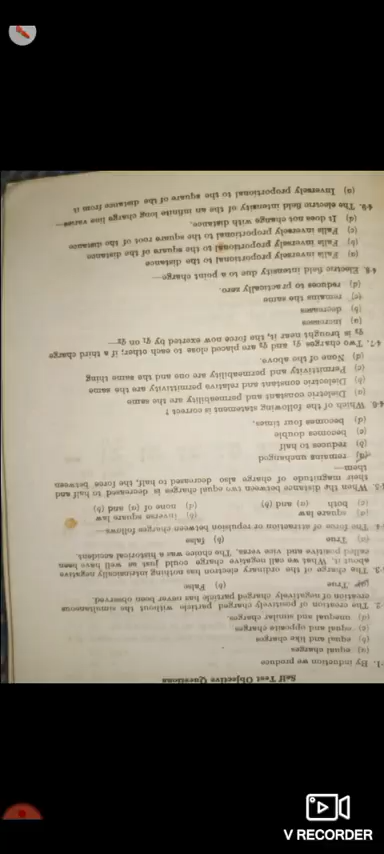 Self Test Objective Questions
-1. By induction we produce
(a) equal charges
(b) equal and like charges
(c) equal and opposite charges
(d) unequal and similar charges.
-2. The creation of positively charged particle without the simultaneous
creation of negatively charged particle has never been observed.
True (b) False
-3. The charge of the ordinary electron has nothing intrinsically negative
about it. What we call negative charge could just as well have been
called positive and vice versa. The choice was a historical accident.
(a) True (b) false
The force of attraction or repulsion between charges follows—
(a) square law (b) inverse square law
(c) both (a) and (b) (d) none of (a) and (b)
When the distance between two equal charges is decreased to half and
their magnitude of charge also decreased to half, the force between
them—
(a) remains unchanged
(b) reduces to half
(c) becomes double
(d) becomes four times.
4·6. Which of the following statement is correct ?
(a) Dielectric constant and permeability are the same
(b) Dielectric constant and relative permittivity are the same
(c) Permittivity and permeability are one and the same thing
(d) None of the above.
4·7. Two charges q1 and q2 are placed close to each other; if a third charge
q3 is brought near it, the force now exerted by q1 on q2—
(a) increases
(b) decreases
(c) remains the same
(d) reduces to practically zero.
4·8. Electric field intensity due to a point charge—
(a) Falls inversely proportional to the distance
(b) Falls inversely proportional to the square of the distance
(c) Falls inversely proportional to the square root of the distance
(d) It does not change with distance.
4·9. The electric field intensity of the an infinite long charge line varies—
(a) Inversely proportional to the square of the distance from it
V RECORDER